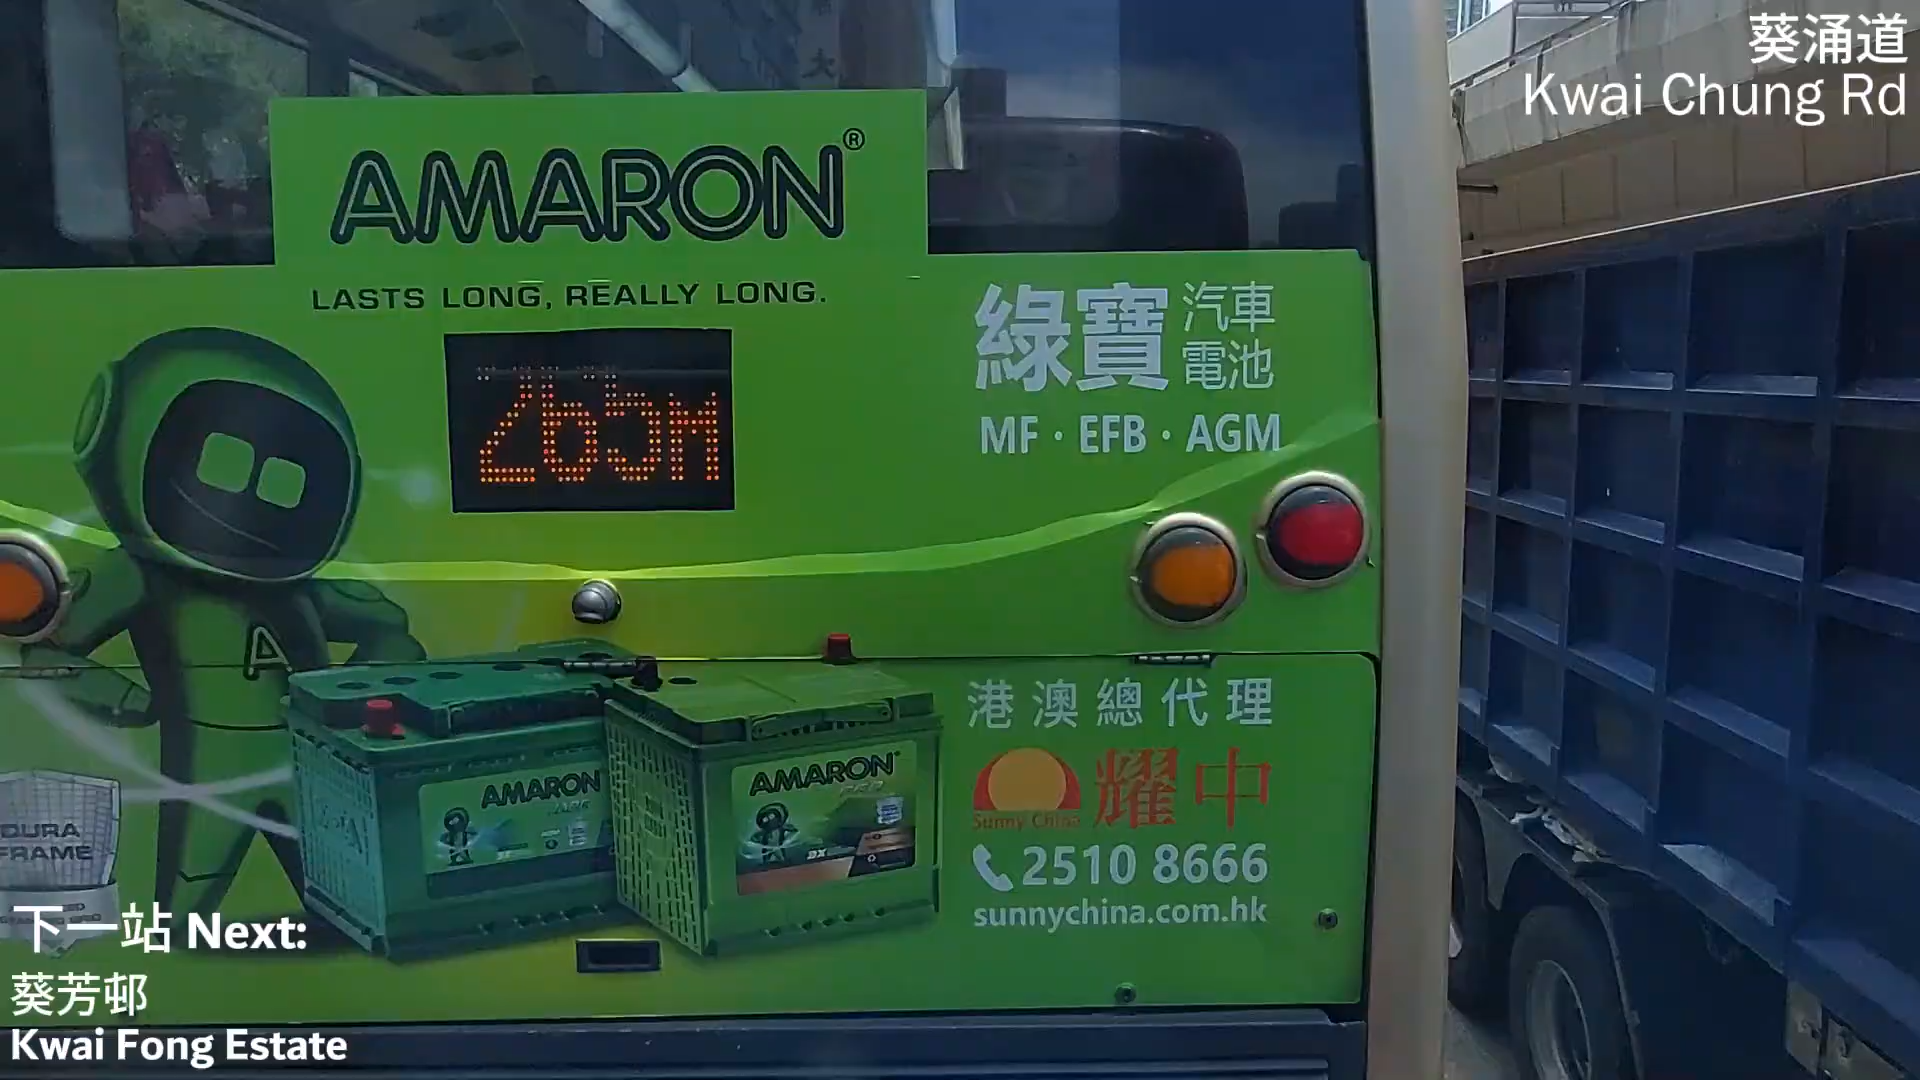 葵涌道
Kwai Chung Rd
AMARON®
LASTS LONG, REALLY LONG.
綠寶 汽車
電池
MF · EFB · AGM
265M
A
港澳總代理
AMARON
AMARON
耀中
Sunny China
DURA
FRAME
2510 8666
sunnychina.com.hk
下一站 Next:
葵芳邨
Kwai Fong Estate